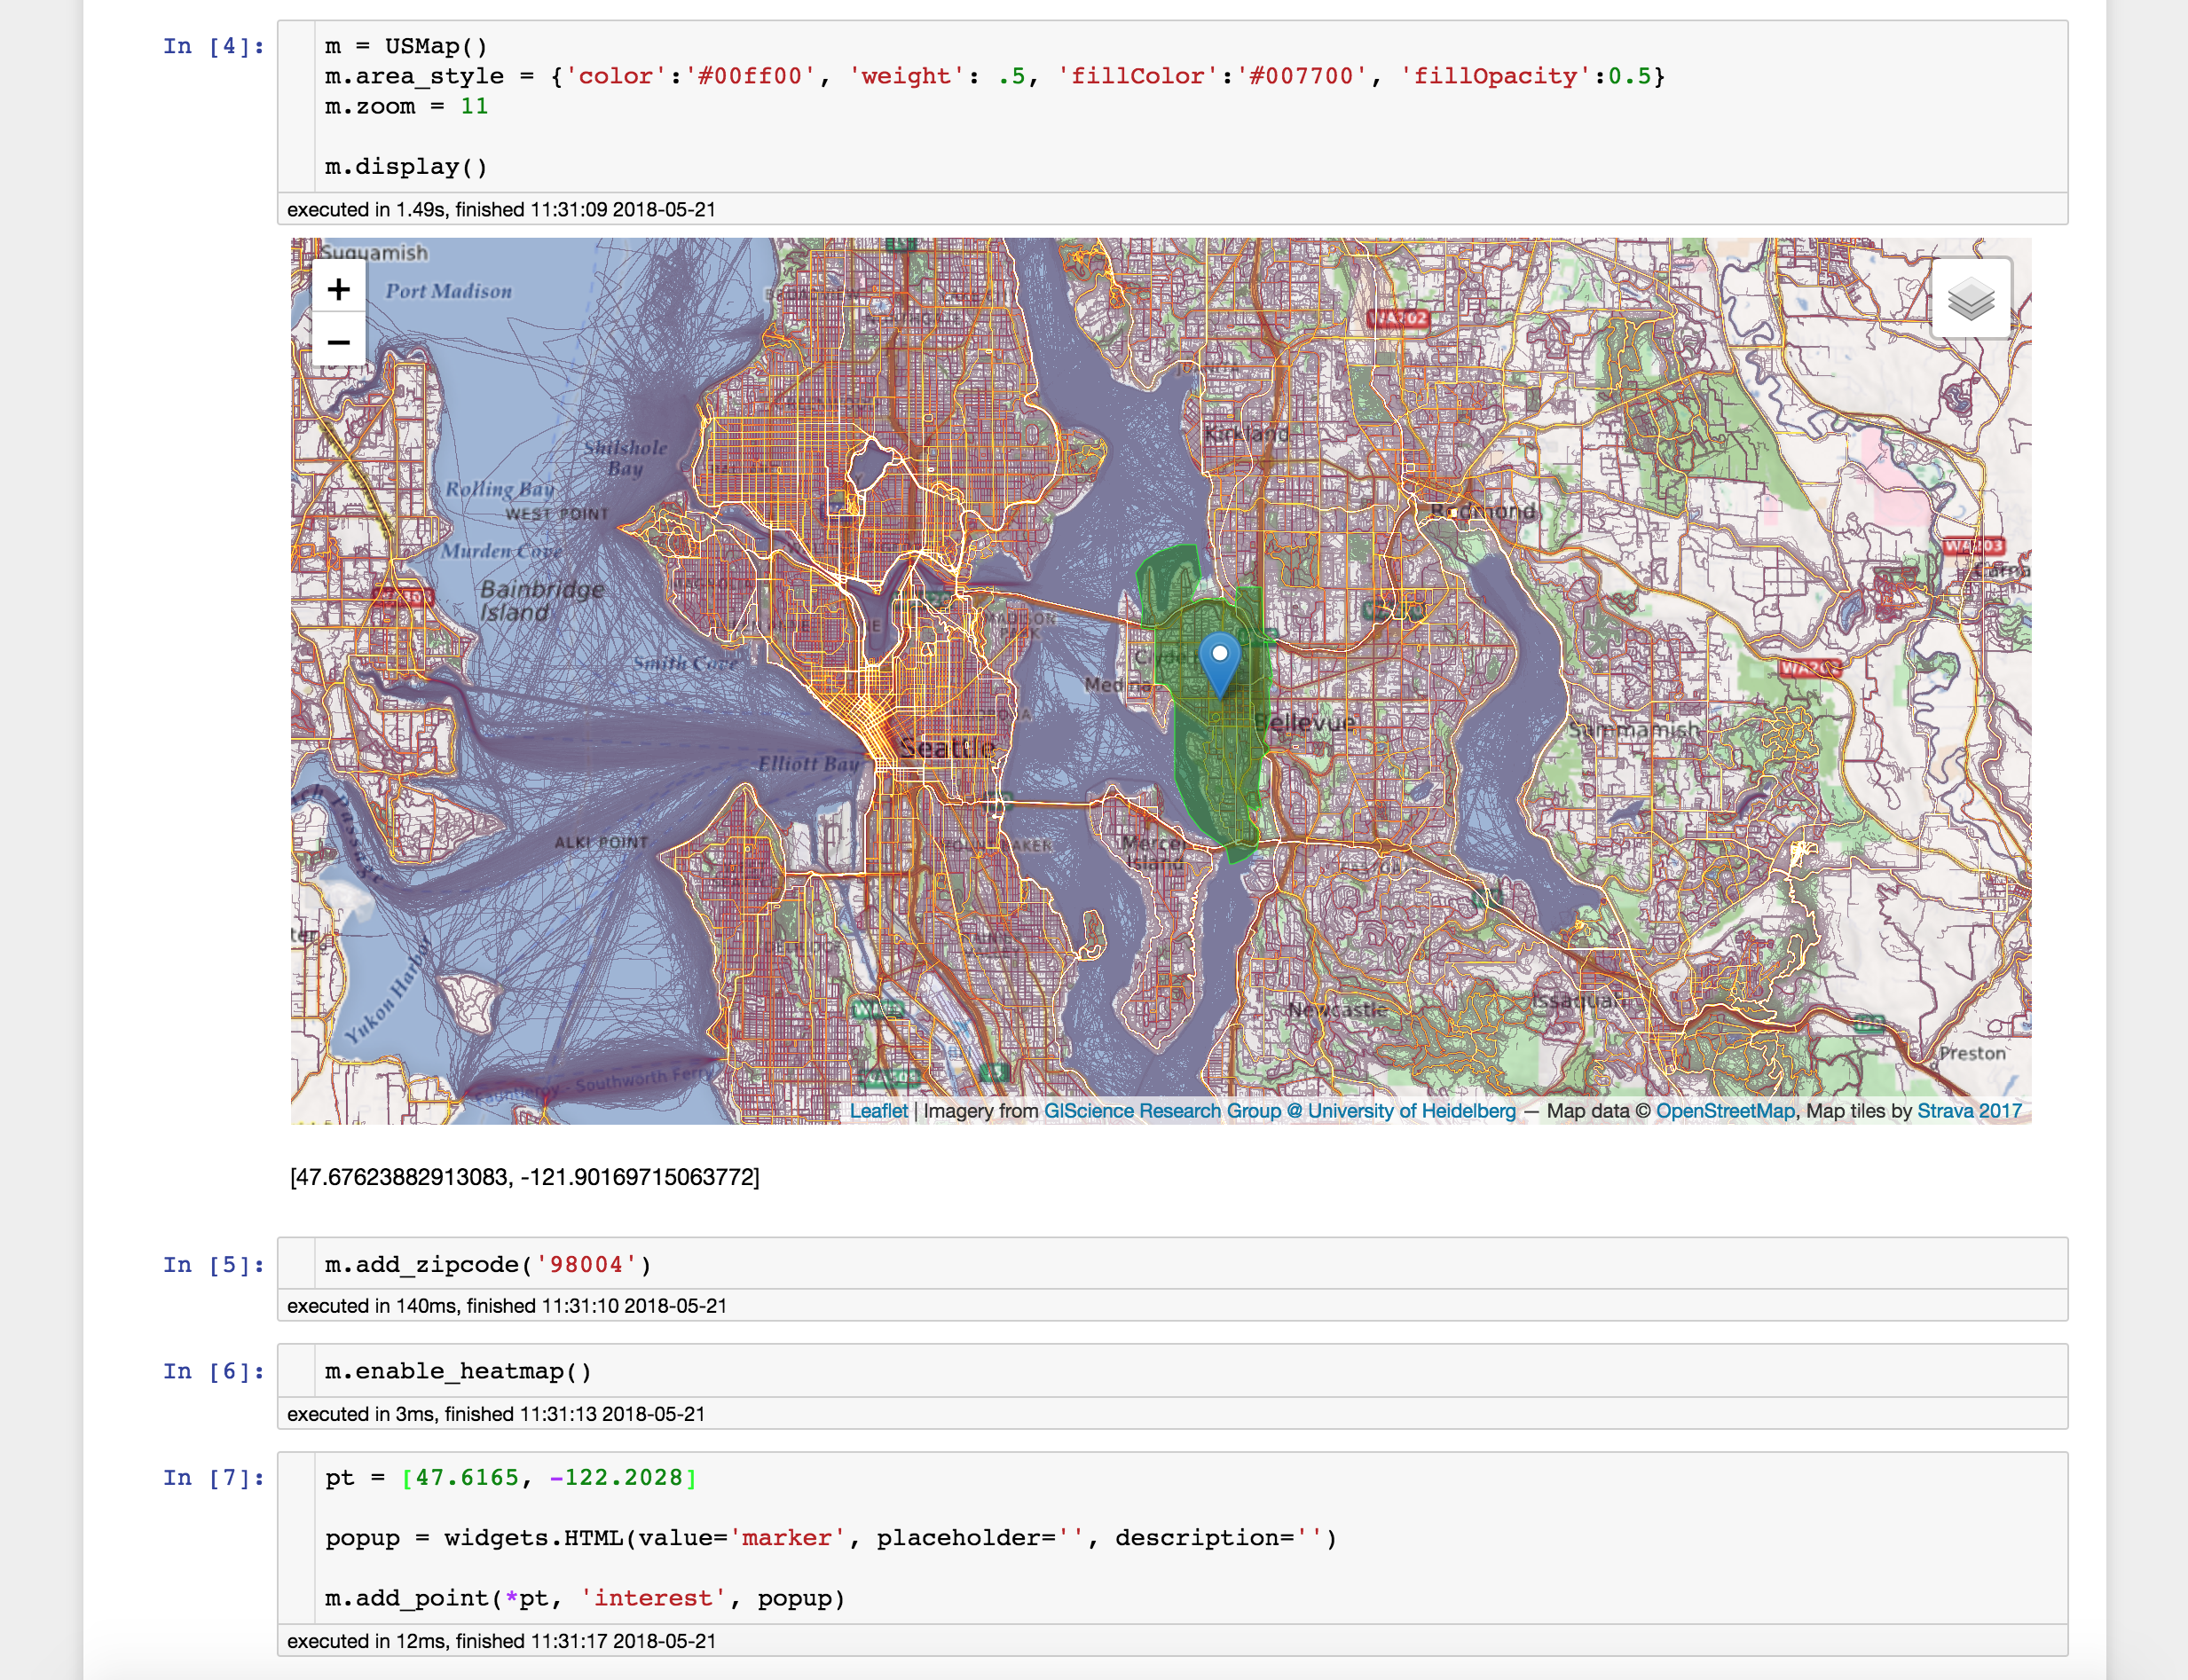 In [4]:
m = USMap()
m.area_style = {'color':'#00ff00', 'weight': .5, 'fillColor':'#007700', 'fillOpacity':0.5}
m.zoom = 11
m.display()
executed in 1.49s, finished 11:31:09 2018-05-21
Suquamish
+
Port Madison
−
WA202
Kirkland
Shilshole
Bay
Rolling Bay
WEST POINT
Redmond
Murden Cove
Bainbridge
Island
MADISON
PARK
Smith Cove
Medina
Bellevue
Sammamish
Seattle
Elliott Bay
ALKI POINT
Mercer
Island
Yukon Harbor
Newcastle
Issaquah
Preston
Fauntleroy - Southworth Ferry
Leaflet | Imagery from GIScience Research Group @ University of Heidelberg — Map data © OpenStreetMap, Map tiles by Strava 2017
[47.67623882913083, -121.90169715063772]
In [5]:
m.add_zipcode('98004')
executed in 140ms, finished 11:31:10 2018-05-21
In [6]:
m.enable_heatmap()
executed in 3ms, finished 11:31:13 2018-05-21
In [7]:
pt = [47.6165, -122.2028]
popup = widgets.HTML(value='marker', placeholder='', description='')
m.add_point(*pt, 'interest', popup)
executed in 12ms, finished 11:31:17 2018-05-21